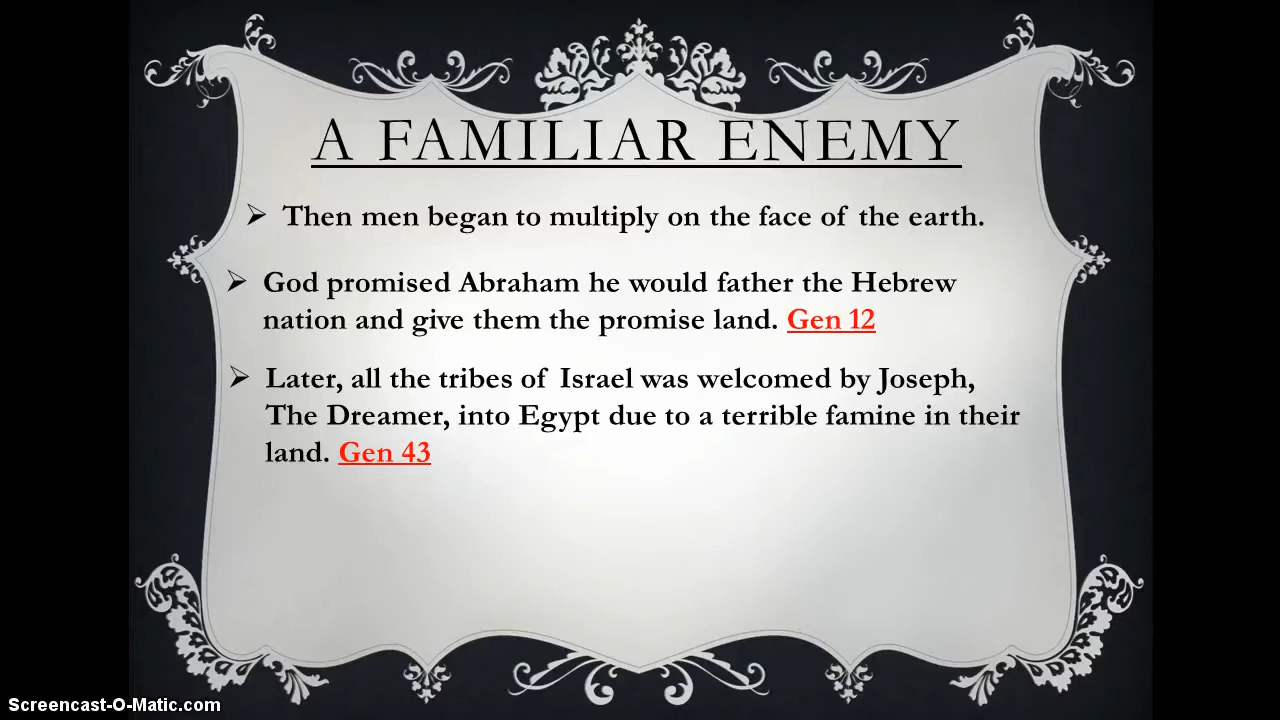 A FAMILIAR ENEMY
➢ Then men began to multiply on the face of the earth.
➢ God promised Abraham he would father the Hebrew
nation and give them the promise land. Gen 12
➢ Later, all the tribes of Israel was welcomed by Joseph,
The Dreamer, into Egypt due to a terrible famine in their
land. Gen 43
Screencast-O-Matic.com